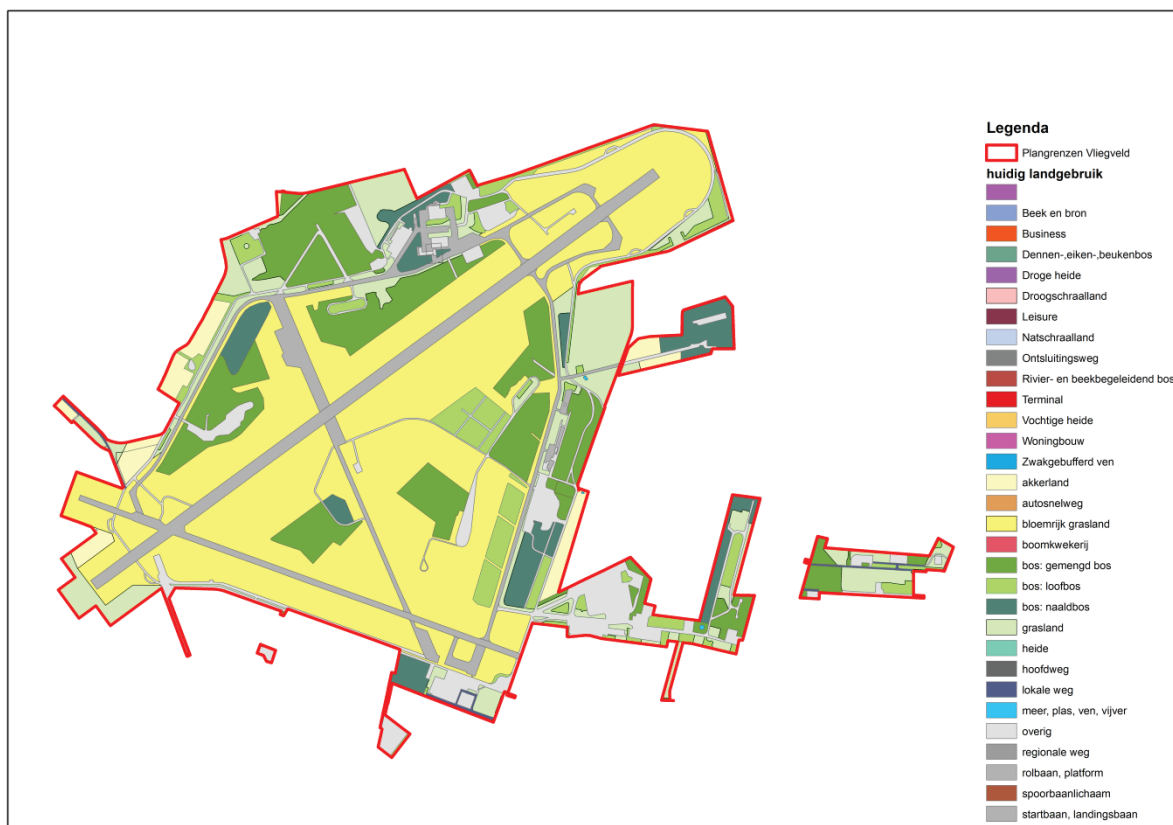 Legenda
Plangrenzen Vliegveld
huidig landgebruik
Beek en bron
Business
Dennen-,eiken-,beukenbos
Droge heide
Droogschraalland
Leisure
Natschraalland
Ontsluitingsweg
Rivier- en beekbegeleidend bos
Terminal
Vochtige heide
Woningbouw
Zwakgebufferd ven
akkerland
autosnelweg
bloemrijk grasland
boomkwekerij
bos: gemengd bos
bos: loofbos
bos: naaldbos
grasland
heide
hoofdweg
lokale weg
meer, plas, ven, vijver
overig
regionale weg
rolbaan, platform
spoorbaanlichaam
startbaan, landingsbaan